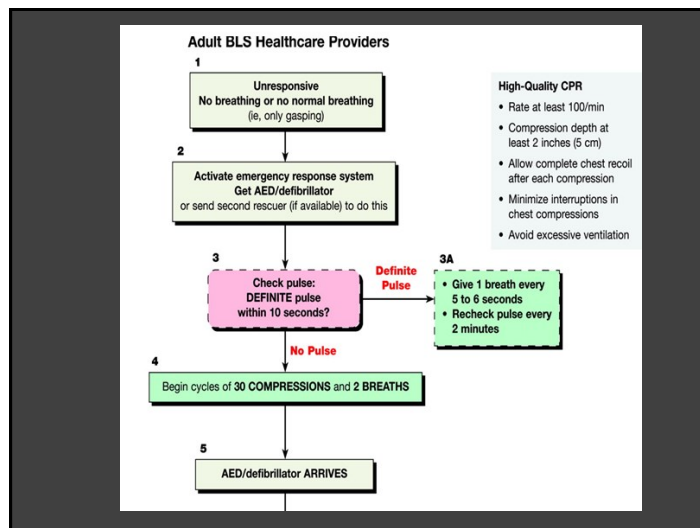 Adult BLS Healthcare Providers
1
Unresponsive
No breathing or no normal breathing
(ie, only gasping)
2
Activate emergency response system
Get AED/defibrillator
or send second rescuer (if available) to do this
3
Check pulse:
DEFINITE pulse
within 10 seconds?
Definite
Pulse
3A
• Give 1 breath every
5 to 6 seconds
• Recheck pulse every
2 minutes
No Pulse
4
Begin cycles of 30 COMPRESSIONS and 2 BREATHS
5
AED/defibrillator ARRIVES
High-Quality CPR
• Rate at least 100/min
• Compression depth at
least 2 inches (5 cm)
• Allow complete chest recoil
after each compression
• Minimize interruptions in
chest compressions
• Avoid excessive ventilation